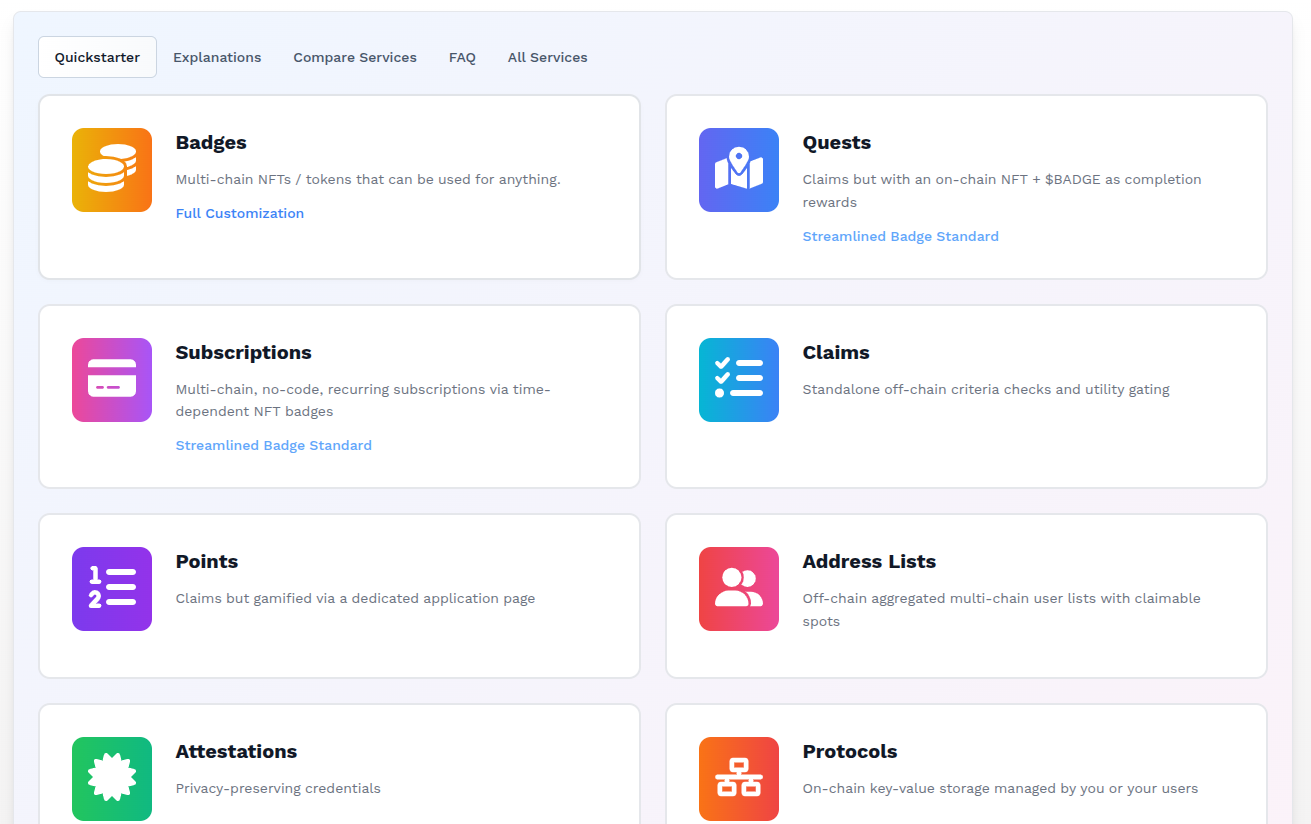 Quickstarter Explanations Compare Services FAQ All Services
Badges
Multi-chain NFTs / tokens that can be used for anything.
Full Customization
Quests
Claims but with an on-chain NFT + $BADGE as completion
rewards
Streamlined Badge Standard
Subscriptions
Multi-chain, no-code, recurring subscriptions via time-
dependent NFT badges
Streamlined Badge Standard
Claims
Standalone off-chain criteria checks and utility gating
1
2
Points
Claims but gamified via a dedicated application page
Address Lists
Off-chain aggregated multi-chain user lists with claimable
spots
Attestations
Privacy-preserving credentials
Protocols
On-chain key-value storage managed by you or your users